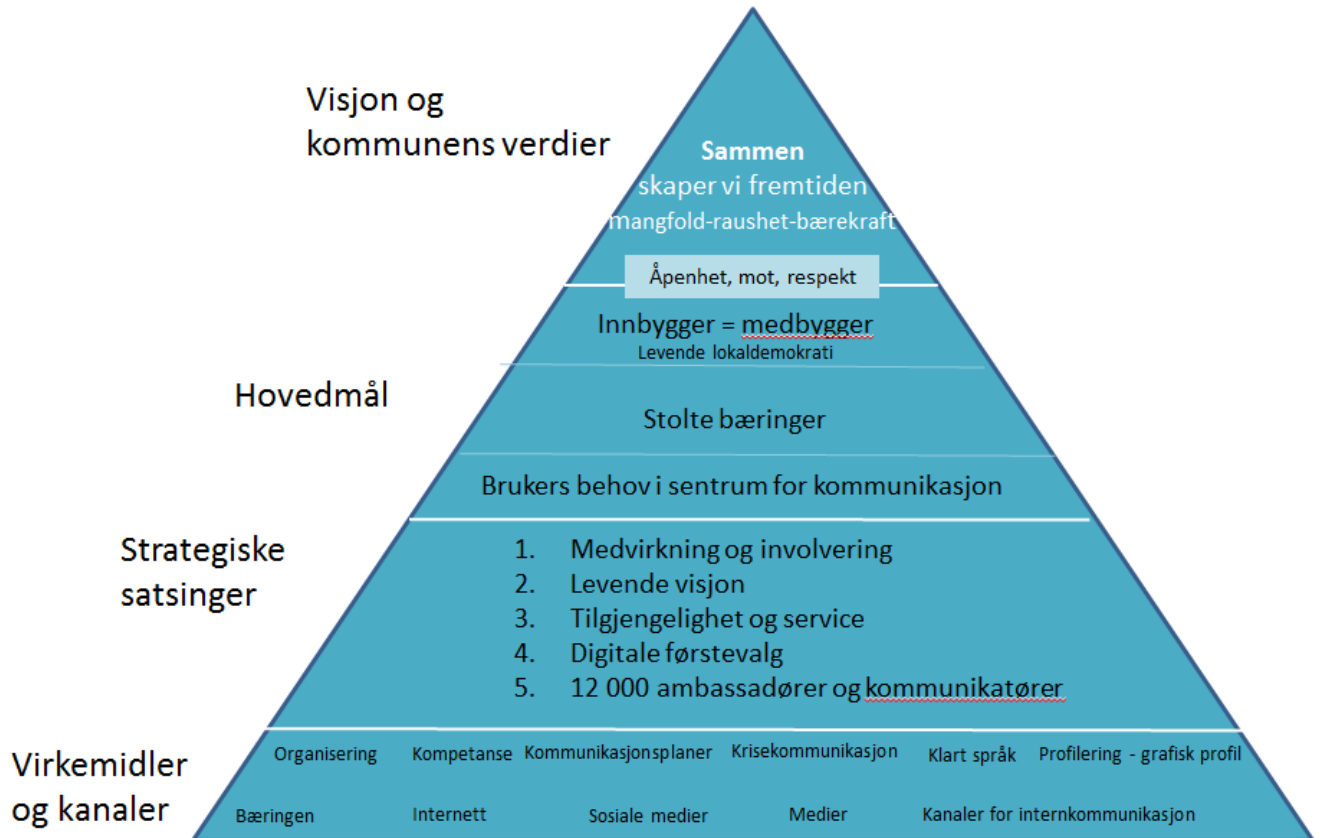 Visjon og
kommunens verdier
Sammen
skaper vi fremtiden
mangfold-raushet-bærekraft
Åpenhet, mot, respekt
Hovedmål
Innbygger = medbygger
Levende lokaldemokrati
Stolte bæringer
Brukers behov i sentrum for kommunikasjon
Strategiske
satsinger
1. Medvirkning og involvering
2. Levende visjon
3. Tilgjengelighet og service
4. Digitale førstevalg
5. 12 000 ambassadører og kommunikatører
Virkemidler
og kanaler
Organisering Kompetanse Kommunikasjonsplaner Krisekommunikasjon Klart språk Profilering - grafisk profil
Bæringen Internett Sosiale medier Medier Kanaler for internkommunikasjon